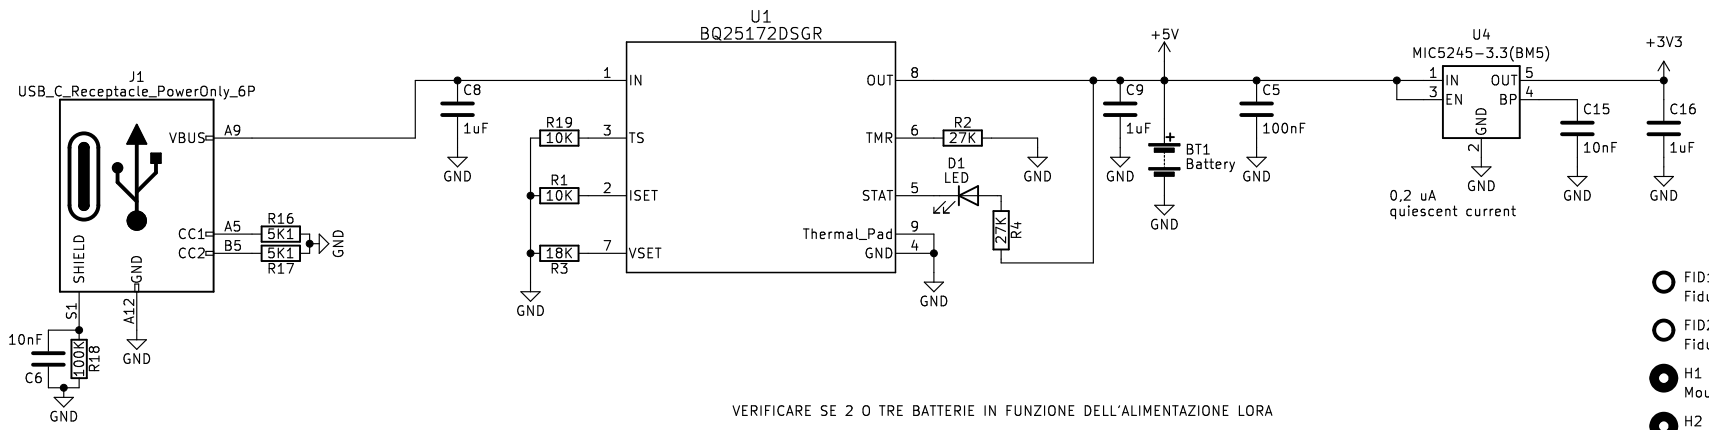 J1
USB_C_Receptacle_PowerOnly_6P
VBUS
A9
CC1
A5
CC2
B5
SHIELD
GND
S1
A12
R16
5K1
5K1
R17
GND
10nF
C6
100K
R18
GND
GND
C8
1uF
GND
R19
10K
R1
10K
18K
R3
GND
U1
BQ25172DSGR
1
IN
3
TS
2
ISET
7
VSET
OUT
8
TMR
6
STAT
5
Thermal_Pad
9
GND
4
GND
R2
27K
GND
D1
LED
27K
R4
C9
1uF
GND
+5V
BT1
Battery
GND
C5
100nF
GND
U4
MIC5245-3.3(BM5)
1
IN
3
EN
OUT
5
BP
4
GND
2
GND
0,2 uA
quiescent current
C15
10nF
GND
+3V3
C16
1uF
GND
VERIFICARE SE 2 O TRE BATTERIE IN FUNZIONE DELL'ALIMENTAZIONE LORA
FID1
Fidu
FID2
Fidu
H1
Mou
H2